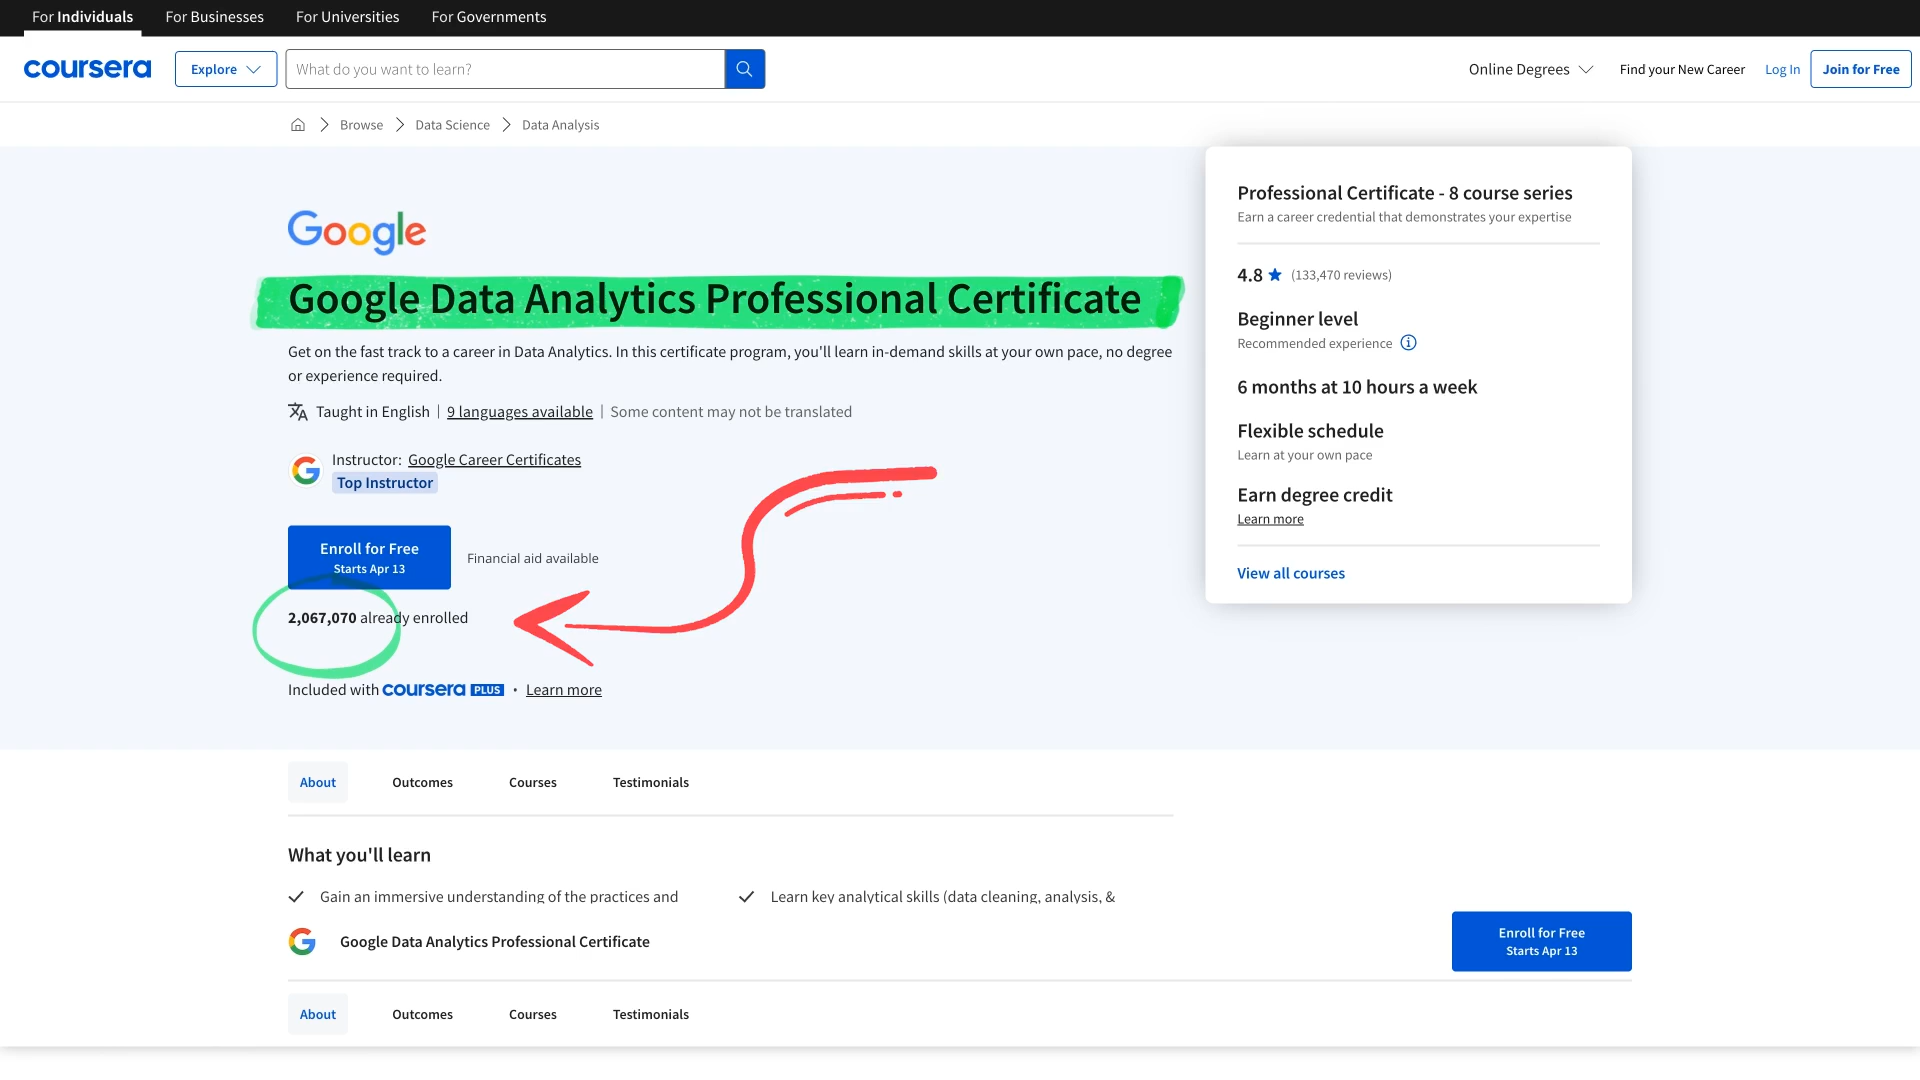 For Individuals For Businesses For Universities For Governments
coursera Explore What do you want to learn? Online Degrees Find your New Career Log In Join for Free
Browse Data Science Data Analysis
Google
Google Data Analytics Professional Certificate
Get on the fast track to a career in Data Analytics. In this certificate program, you'll learn in-demand skills at your own pace, no degree
or experience required.
Taught in English | 9 languages available | Some content may not be translated
Instructor: Google Career Certificates
Top Instructor
Enroll for Free
Starts Apr 13
Financial aid available
2,067,070 already enrolled
Included with coursera PLUS • Learn more
Professional Certificate - 8 course series
Earn a career credential that demonstrates your expertise
4.8 (133,470 reviews)
Beginner level
Recommended experience
6 months at 10 hours a week
Flexible schedule
Learn at your own pace
Earn degree credit
Learn more
View all courses
About Outcomes Courses Testimonials
What you'll learn
Gain an immersive understanding of the practices and
Learn key analytical skills (data cleaning, analysis, &
Google Data Analytics Professional Certificate
Enroll for Free
Starts Apr 13
About Outcomes Courses Testimonials